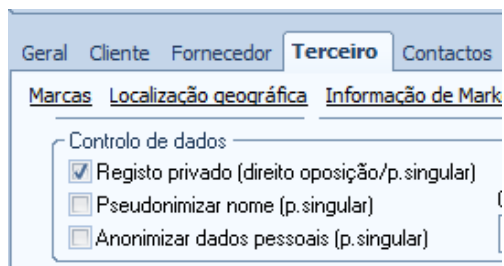 Geral Cliente Fornecedor Terceiro Contactos
Marcas Localização geográfica Informação de Mark
Controlo de dados
Registo privado (direito oposição/p.singular)
Pseudonimizar nome (p.singular)
Anonimizar dados pessoais (p.singular)